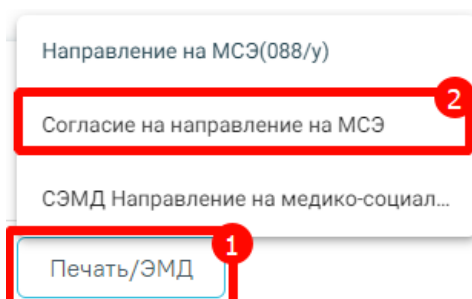 Направление на МСЭ(088/у)
2
Согласие на направление на МСЭ
СЭМД Направление на медико-социал...
1
Печать/ЭМД